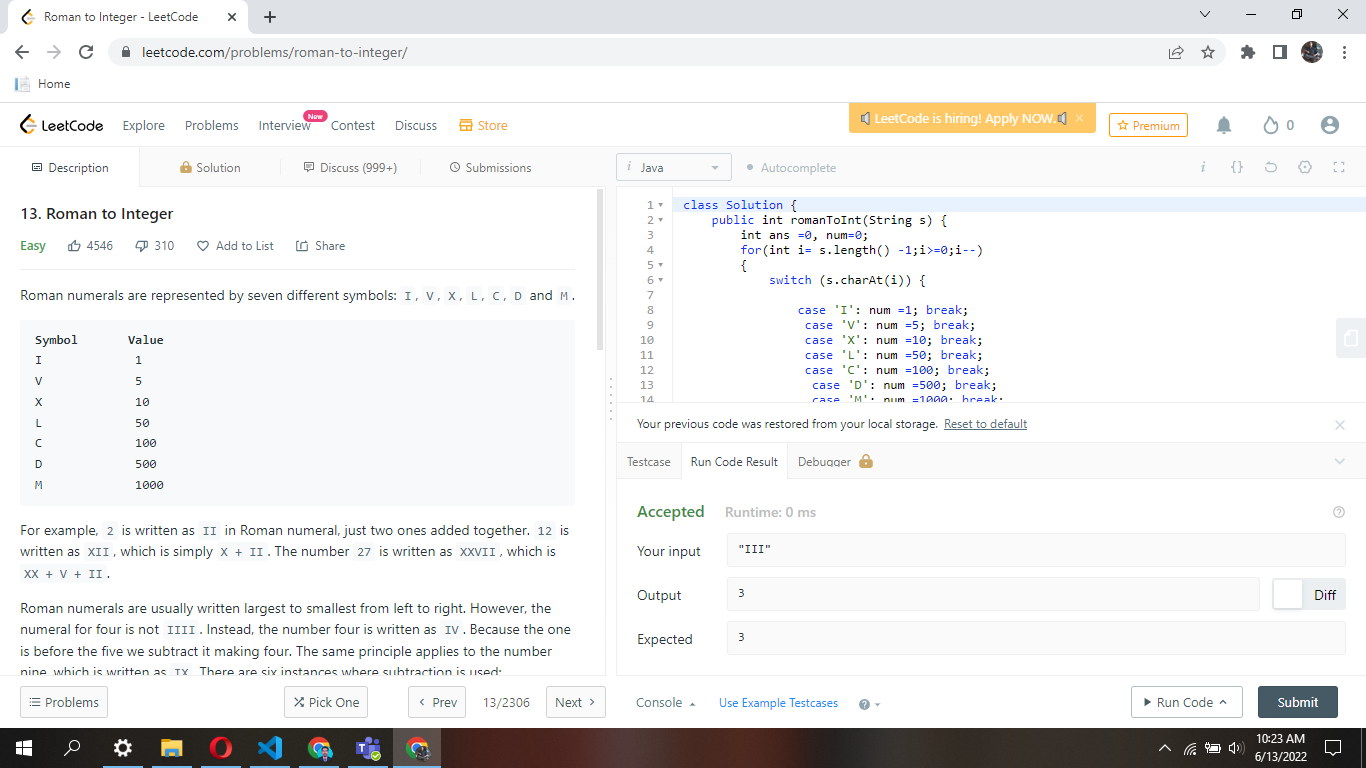 Roman to Integer - LeetCode
leetcode.com/problems/roman-to-integer/
Home
LeetCode Explore Problems Interview New Contest Discuss Store LeetCode is hiring! Apply NOW. Premium 0
Description Solution Discuss (999+) Submissions
13. Roman to Integer
Easy 4546 310 Add to List Share
Roman numerals are represented by seven different symbols: I, V, X, L, C, D and M.
Symbol Value
I 1
V 5
X 10
L 50
C 100
D 500
M 1000
For example, 2 is written as II in Roman numeral, just two ones added together. 12 is
written as XII, which is simply X + II. The number 27 is written as XXVII, which is
XX + V + II.
Roman numerals are usually written largest to smallest from left to right. However, the
numeral for four is not IIII. Instead, the number four is written as IV. Because the one
is before the five we subtract it making four. The same principle applies to the number
nine, which is written as IX. There are six instances where subtraction is used:
Problems Pick One Prev 13/2306 Next
i Java Autocomplete i {}
1 class Solution {
2 public int romanToInt(String s) {
3 int ans =0, num=0;
4 for(int i= s.length() -1;i>=0;i--)
5 {
6 switch (s.charAt(i)) {
7
8 case 'I': num =1; break;
9 case 'V': num =5; break;
10 case 'X': num =10; break;
11 case 'L': num =50; break;
12 case 'C': num =100; break;
13 case 'D': num =500; break;
14 case 'M': num =1000; break;
Your previous code was restored from your local storage. Reset to default
Testcase Run Code Result Debugger
Accepted Runtime: 0 ms
Your input "III"
Output 3 Diff
Expected 3
Console Use Example Testcases Run Code Submit
10:23 AM
6/13/2022